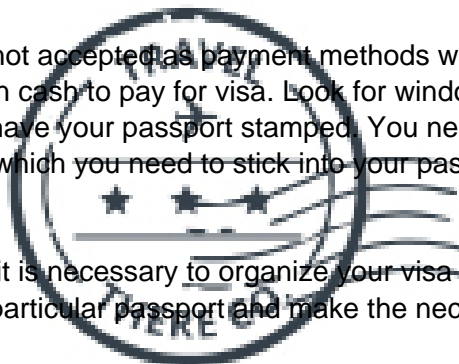 not accepted as payment methods w
n cash to pay for visa. Look for windo
have your passport stamped. You ne
which you need to stick into your pas
it is necessary to organize your visa
particular passport and make the nec
TRAVEL
THERE